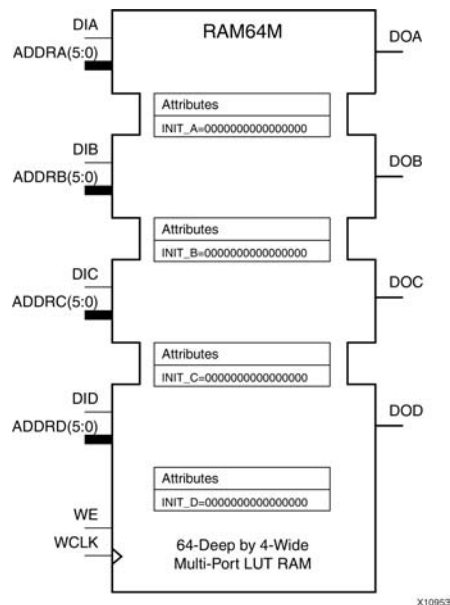 RAM64M
DIA
ADDRA(5:0)
DOA
Attributes
INIT_A=0000000000000000
DIB
ADDRB(5:0)
DOB
Attributes
INIT_B=0000000000000000
DIC
ADDRC(5:0)
DOC
Attributes
INIT_C=0000000000000000
DID
ADDRD(5:0)
DOD
Attributes
INIT_D=0000000000000000
WE
WCLK
64-Deep by 4-Wide
Multi-Port LUT RAM
X10953